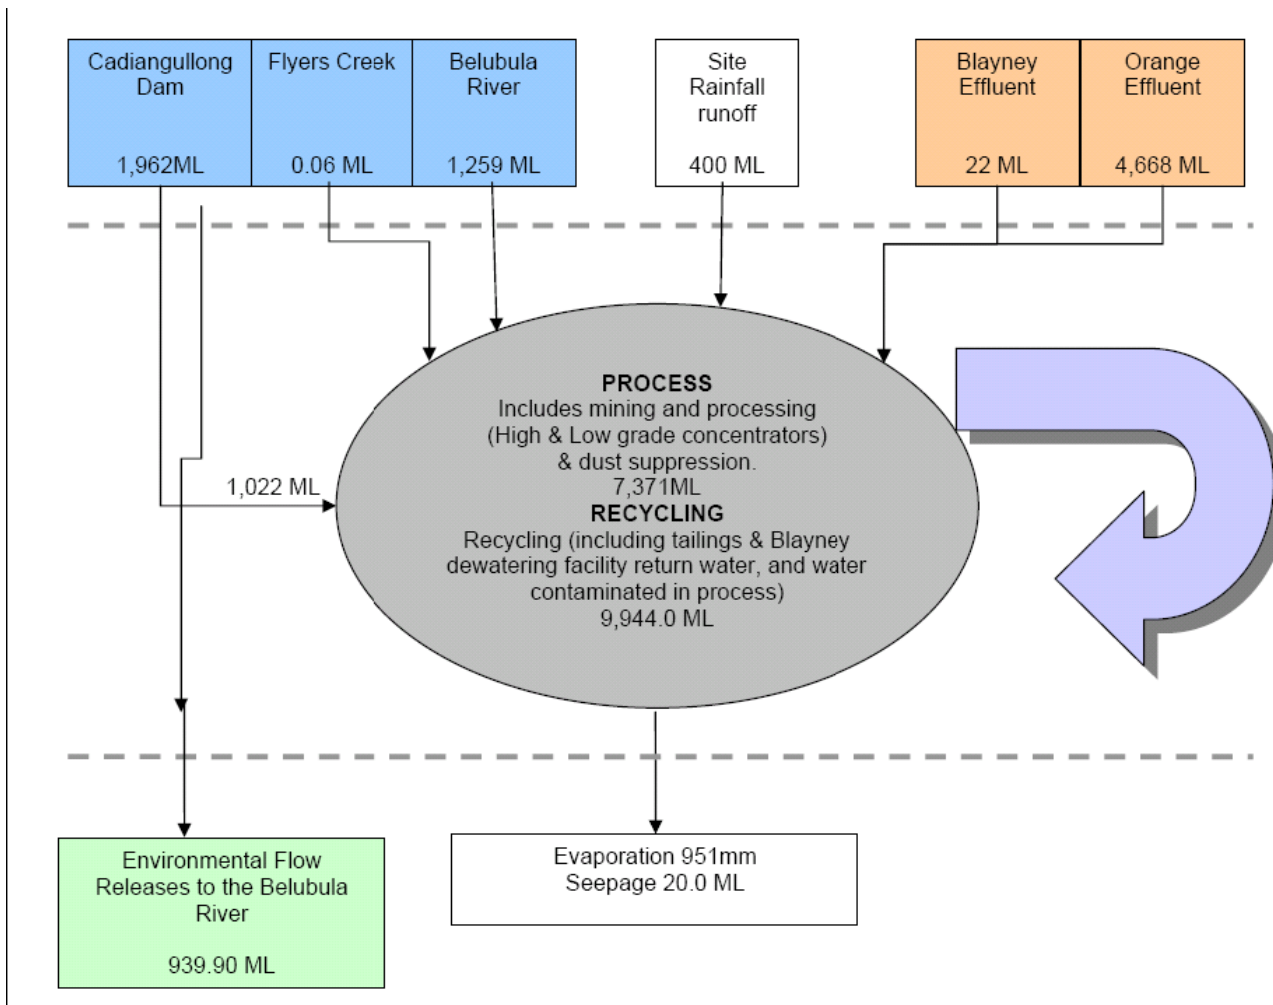 Cadiangullong
Dam
1,962ML
Flyers Creek
0.06 ML
Belubula
River
1,259 ML
Site
Rainfall
runoff
400 ML
Blayney
Effluent
22 ML
Orange
Effluent
4,668 ML
1,022 ML
PROCESS
Includes mining and processing
(High & Low grade concentrators)
& dust suppression.
7,371ML
RECYCLING
Recycling (including tailings & Blayney
dewatering facility return water, and water
contaminated in process)
9,944.0 ML
Environmental Flow
Releases to the Belubula
River
939.90 ML
Evaporation 951mm
Seepage 20.0 ML